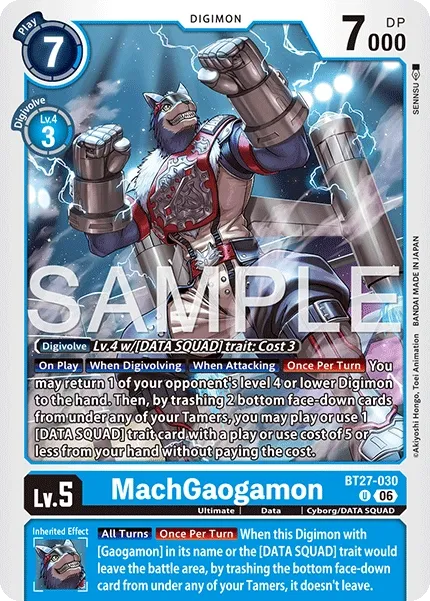 DIGIMON
Play
7
7000 DP
Digivolve
Lv.4
3
SENNSU
SAMPLE
Digivolve Lv.4 w/[DATA SQUAD] trait: Cost 3
On Play When Digivolving When Attacking Once Per Turn You
may return 1 of your opponent's level 4 or lower Digimon
to the hand. Then, by trashing 2 bottom face-down cards
from under any of your Tamers, you may play or use 1
[DATA SQUAD] trait card with a play or use cost of 5 or
less from your hand without paying the cost.
©Akiyoshi Hongo, Toei Animation BANDAI MADE IN JAPAN
BT27-030
Lv.5 MachGaogamon U 06
Ultimate Data Cyborg/DATA SQUAD
Inherited Effect
All Turns Once Per Turn When this Digimon with
[Gaogamon] in its name or the [DATA SQUAD] trait would
leave the battle area, by trashing the bottom face-down
card from under any of your Tamers, it doesn't leave.